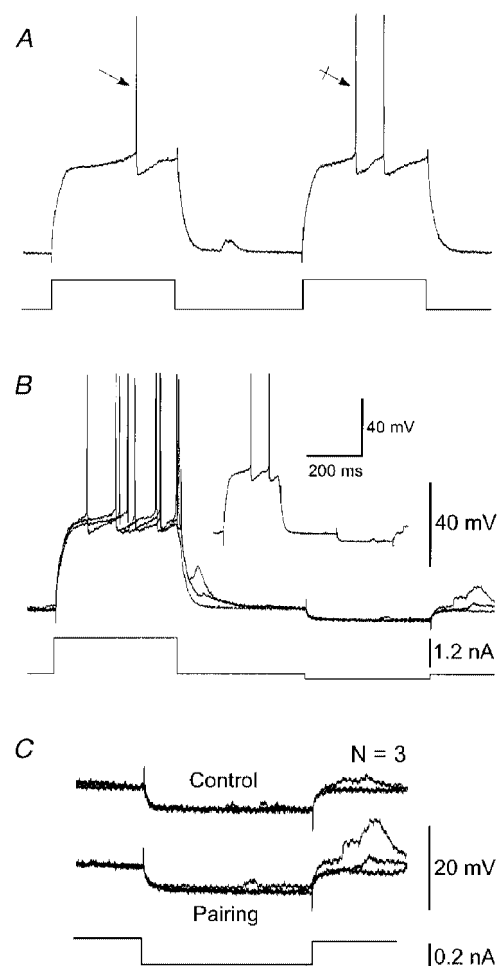 A
B
40 mV
200 ms
40 mV
1.2 nA
C
N = 3
Control
20 mV
Pairing
0.2 nA